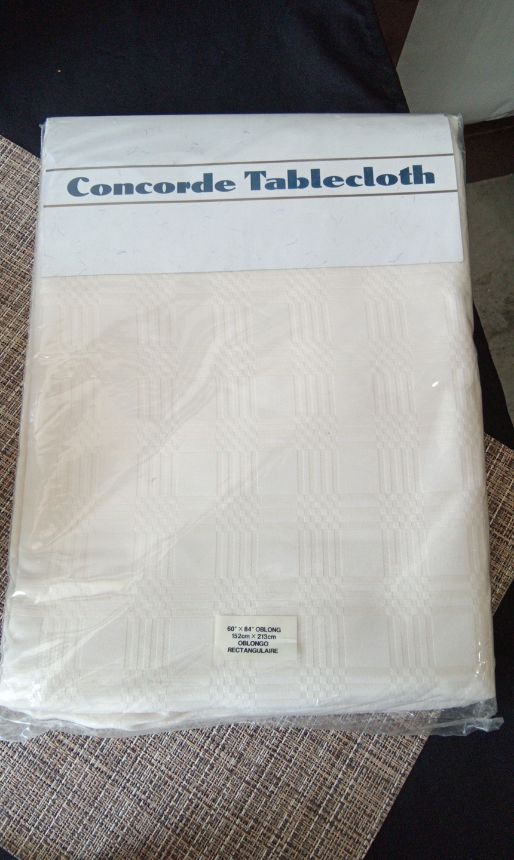 Concorde Tablecloth
60" × 84" OBLONG
152cm × 213cm
OBLONGO
RECTANGULAIRE